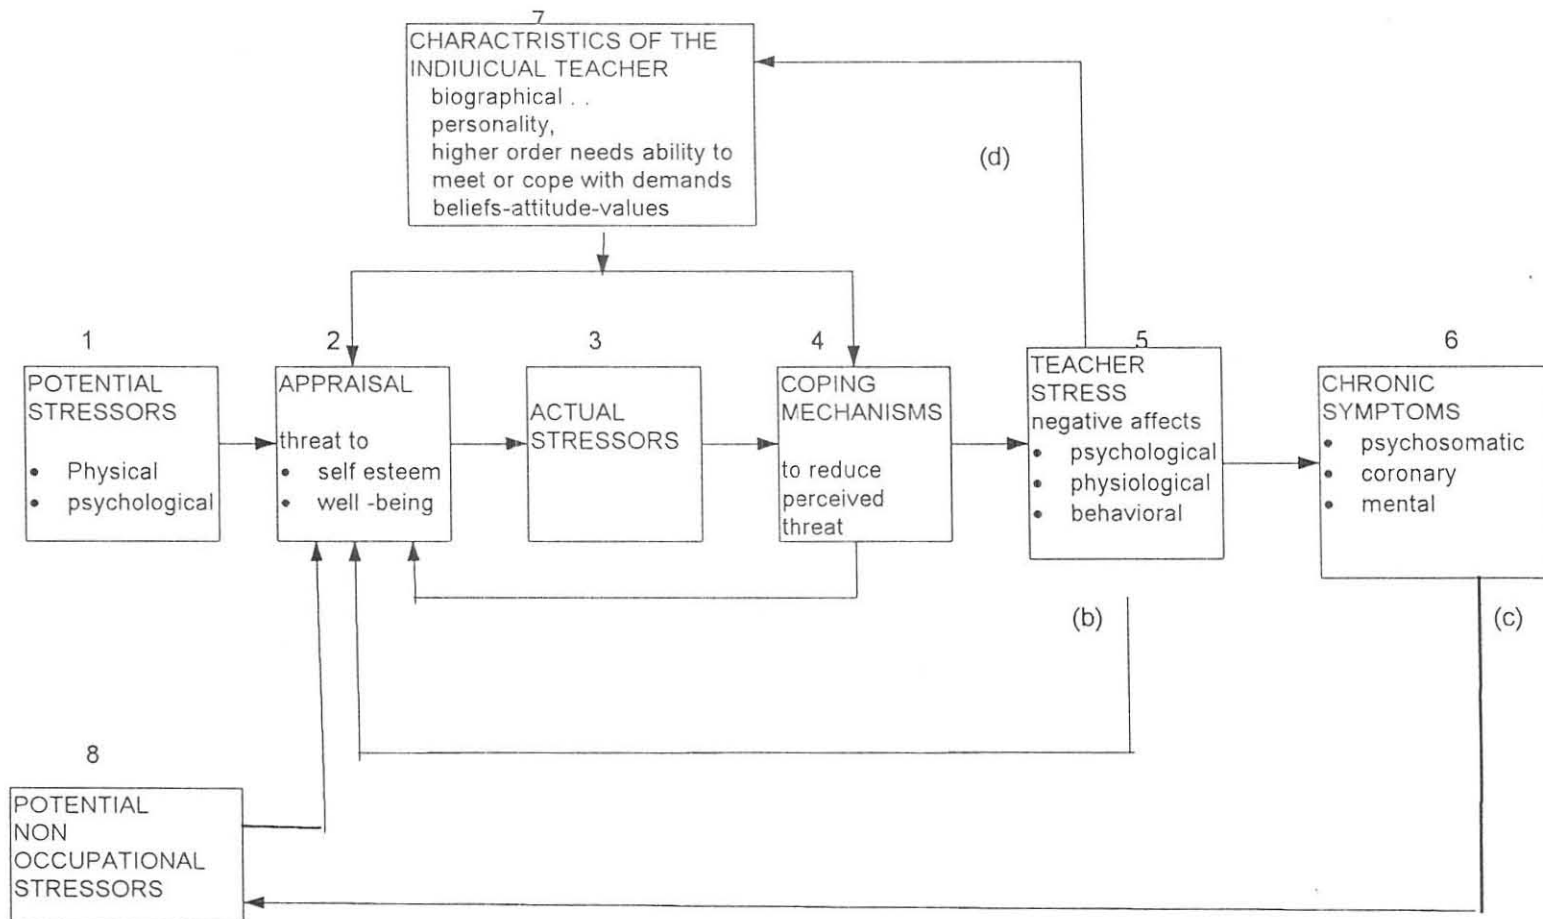 7
CHARACTRISTICS OF THE
INDIUICUAL TEACHER
biographical . .
personality,
higher order needs ability to
meet or cope with demands
beliefs-attitude-values
(d)
1
POTENTIAL
STRESSORS
• Physical
• psychological
2
APPRAISAL
threat to
• self esteem
• well -being
3
ACTUAL
STRESSORS
4
COPING
MECHANISMS
to reduce
perceived
threat
5
TEACHER
STRESS
negative affects
• psychological
• physiological
• behavioral
6
CHRONIC
SYMPTOMS
• psychosomatic
• coronary
• mental
(b)
(c)
8
POTENTIAL
NON
OCCUPATIONAL
STRESSORS